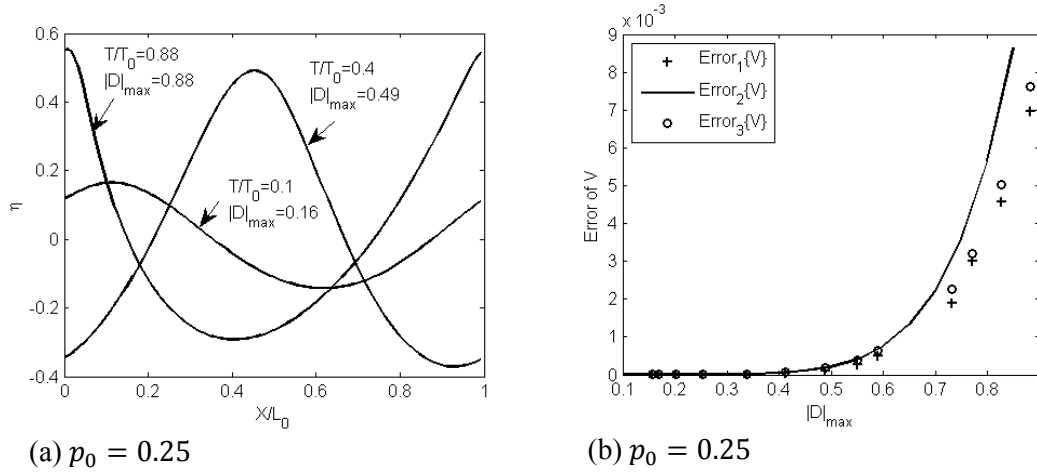 0.6
0.4
0.2
0
-0.2
-0.4
η
0
0.2
0.4
0.6
0.8
1
X/L₀
T/T₀=0.88
|D|max=0.88
T/T₀=0.4
|D|max=0.49
T/T₀=0.1
|D|max=0.16
(a) p₀ = 0.25
x 10⁻³
9
8
7
6
5
4
3
2
1
0
Error of V
0.1
0.2
0.3
0.4
0.5
0.6
0.7
0.8
|D|max
Error₁{V}
Error₂{V}
Error₃{V}
(b) p₀ = 0.25